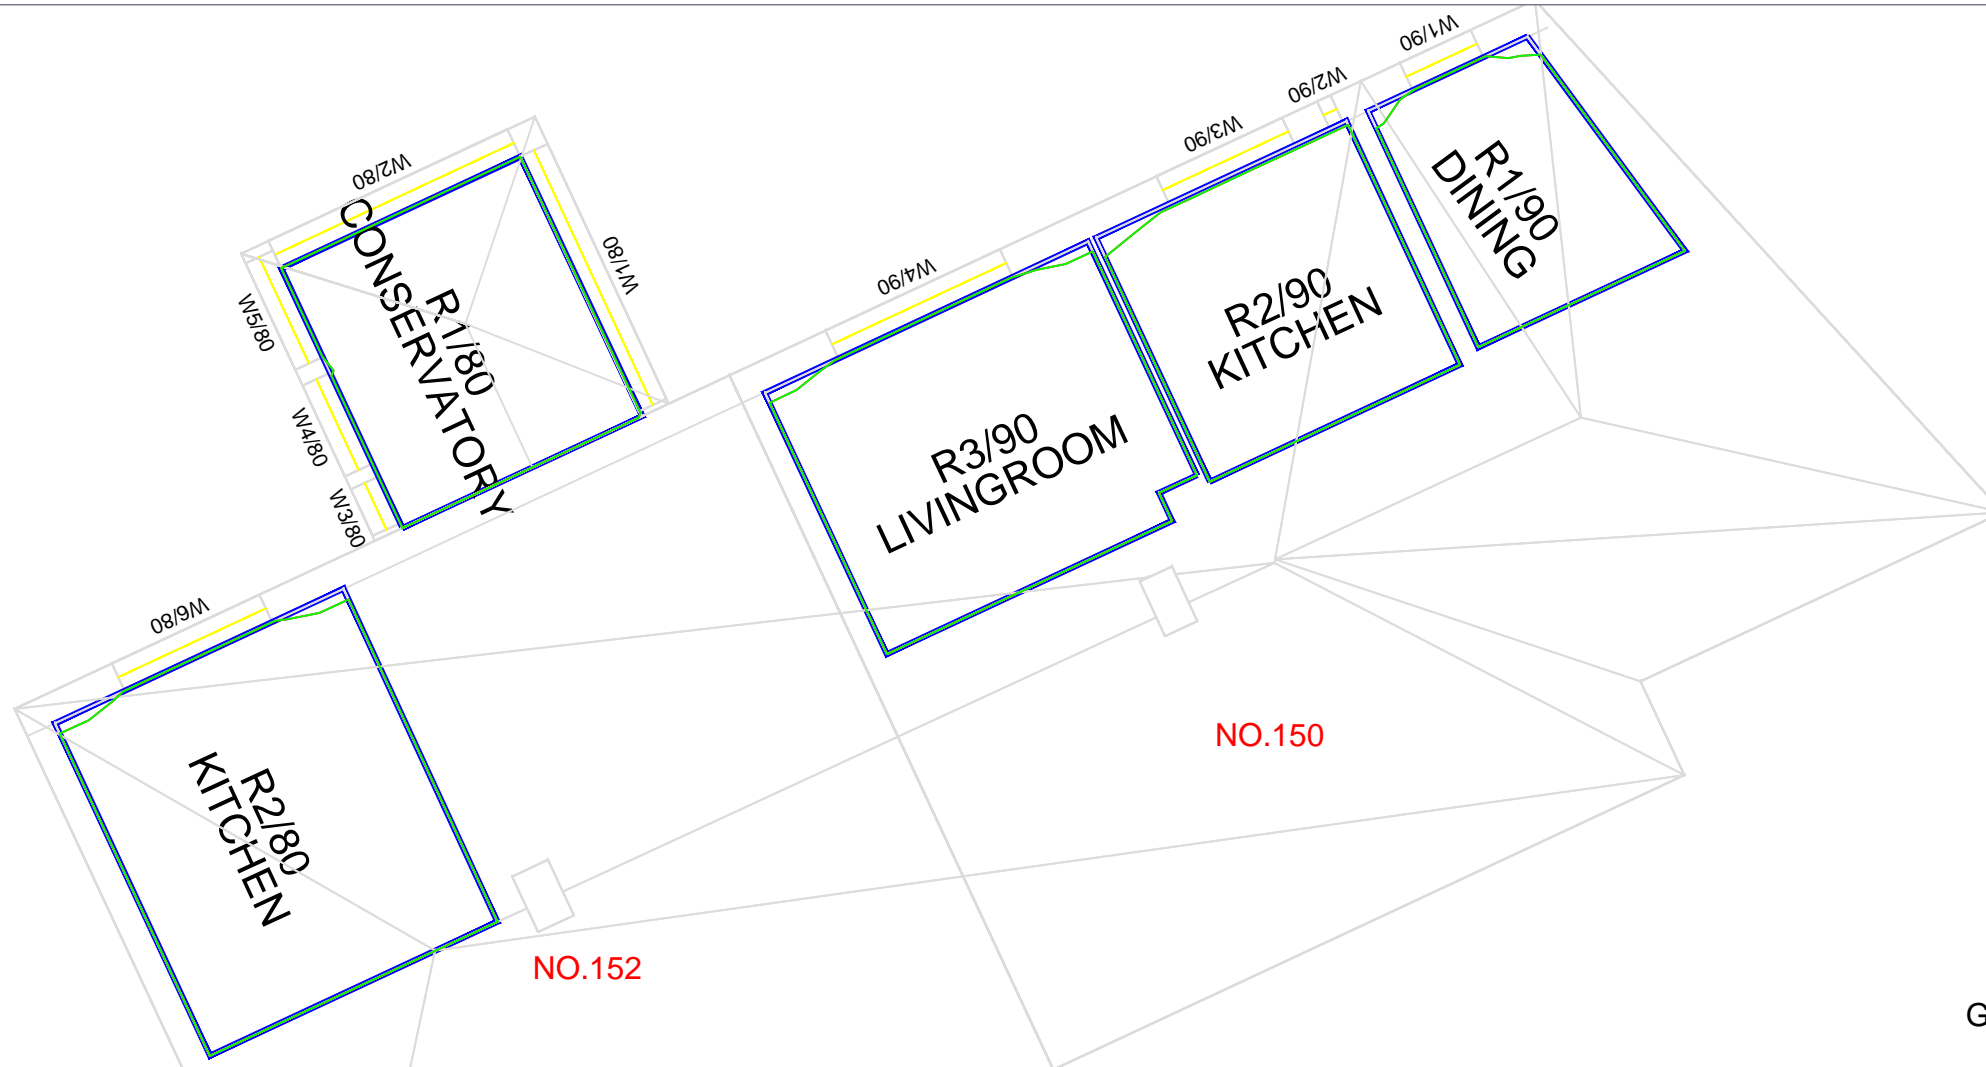 W1/90
W2/90
W3/90
W4/90
R1/90
DINING
R2/90
KITCHEN
R3/90
LIVINGROOM
W2/80
W1/80
W5/80
W4/80
W3/80
R1/80
CONSERVATORY
W6/80
R2/80
KITCHEN
NO.150
NO.152
G